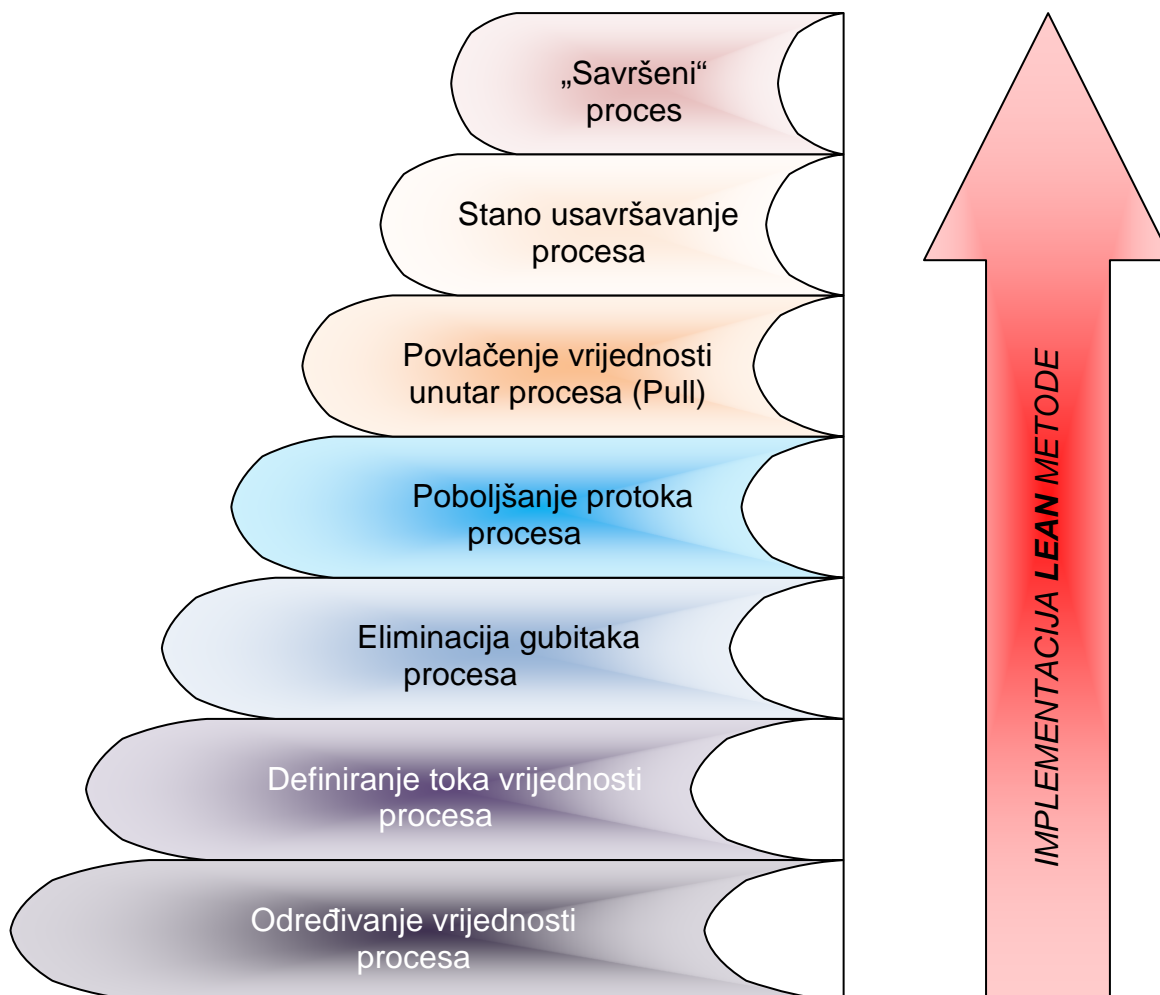 „Savršeni“
proces
Stano usavršavanje
procesa
Povlačenje vrijednosti
unutar procesa (Pull)
Poboljšanje protoka
procesa
Eliminacija gubitaka
procesa
Definiranje toka vrijednosti
procesa
Određivanje vrijednosti
procesa
IMPLEMENTACIJA LEAN METODE